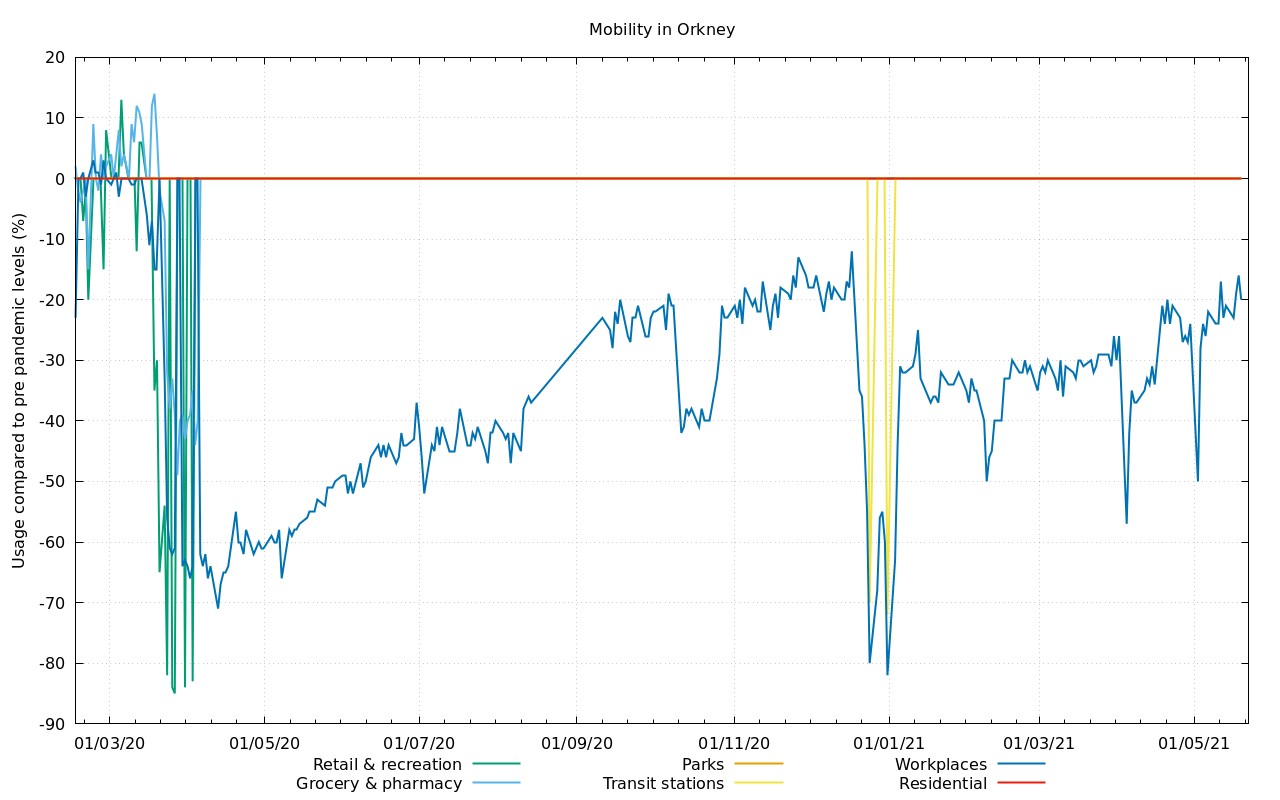 Mobility in Orkney
Usage compared to pre pandemic levels (%)
20
10
0
-10
-20
-30
-40
-50
-60
-70
-80
-90
01/03/20 01/05/20 01/07/20 01/09/20 01/11/20 01/01/21 01/03/21 01/05/21
Retail & recreation Parks Workplaces
Grocery & pharmacy Transit stations Residential